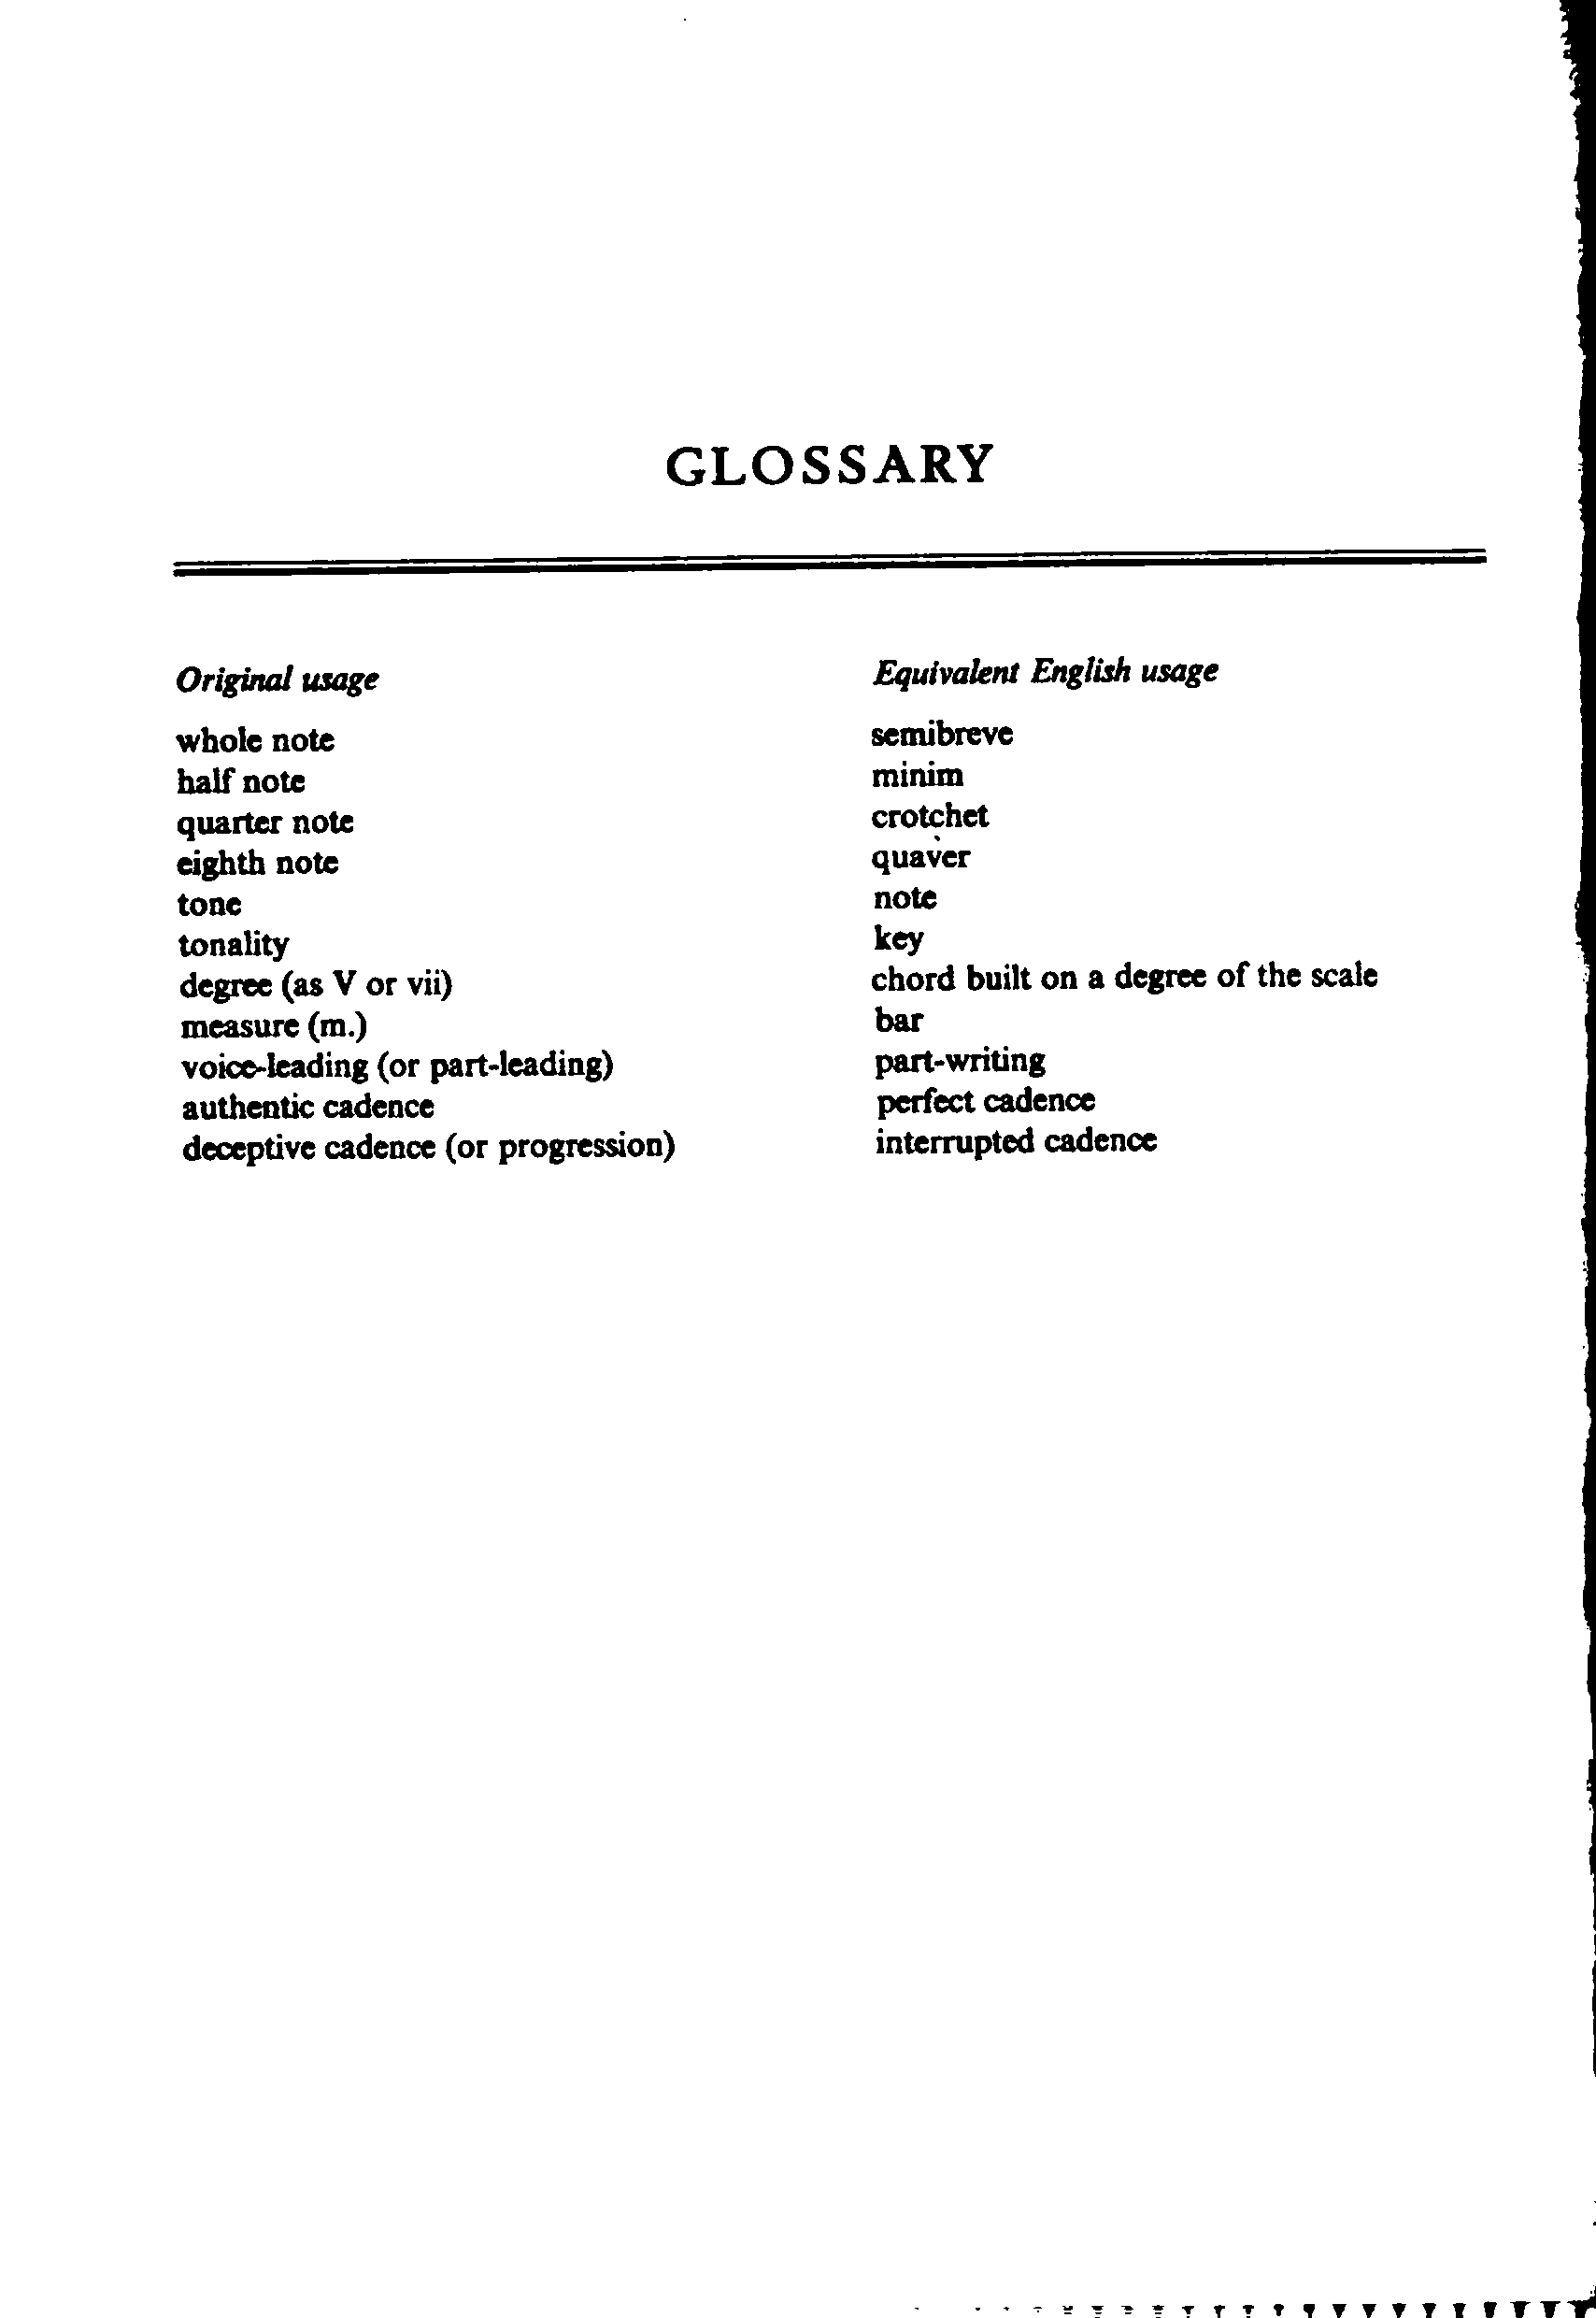 GLOSSARY
Original usage Equivalent English usage
whole note semibreve
half note minim
quarter note crotchet
eighth note quaver
tone note
tonality key
degree (as V or vii) chord built on a degree of the scale
measure (m.) bar
voice-leading (or part-leading) part-writing
authentic cadence perfect cadence
deceptive cadence (or progression) interrupted cadence